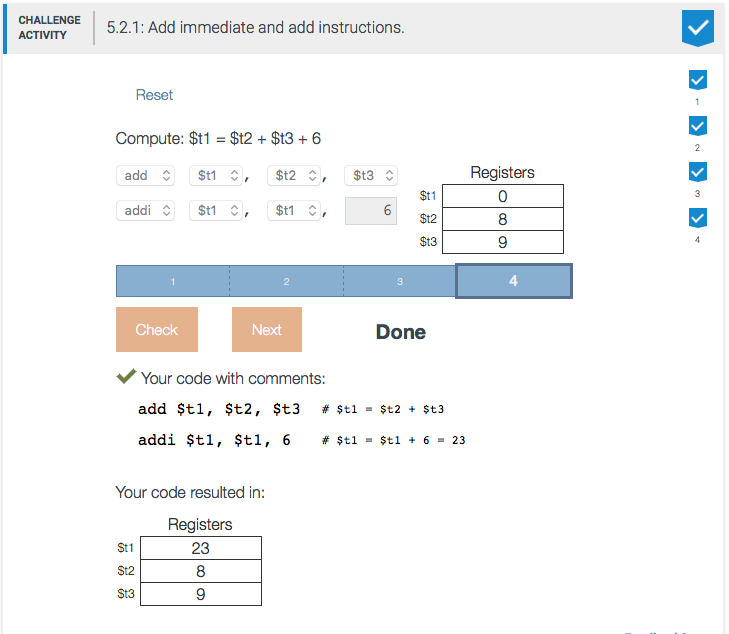 CHALLENGE
ACTIVITY
5.2.1: Add immediate and add instructions.
Reset
1
2
3
4
Compute: $t1 = $t2 + $t3 + 6
add $t1 , $t2 , $t3
addi $t1 , $t1 , 6
Registers
$t1 0
$t2 8
$t3 9
1 2 3 4
Check Next Done
Your code with comments:
add $t1, $t2, $t3 # $t1 = $t2 + $t3
addi $t1, $t1, 6 # $t1 = $t1 + 6 = 23
Your code resulted in:
Registers
$t1 23
$t2 8
$t3 9